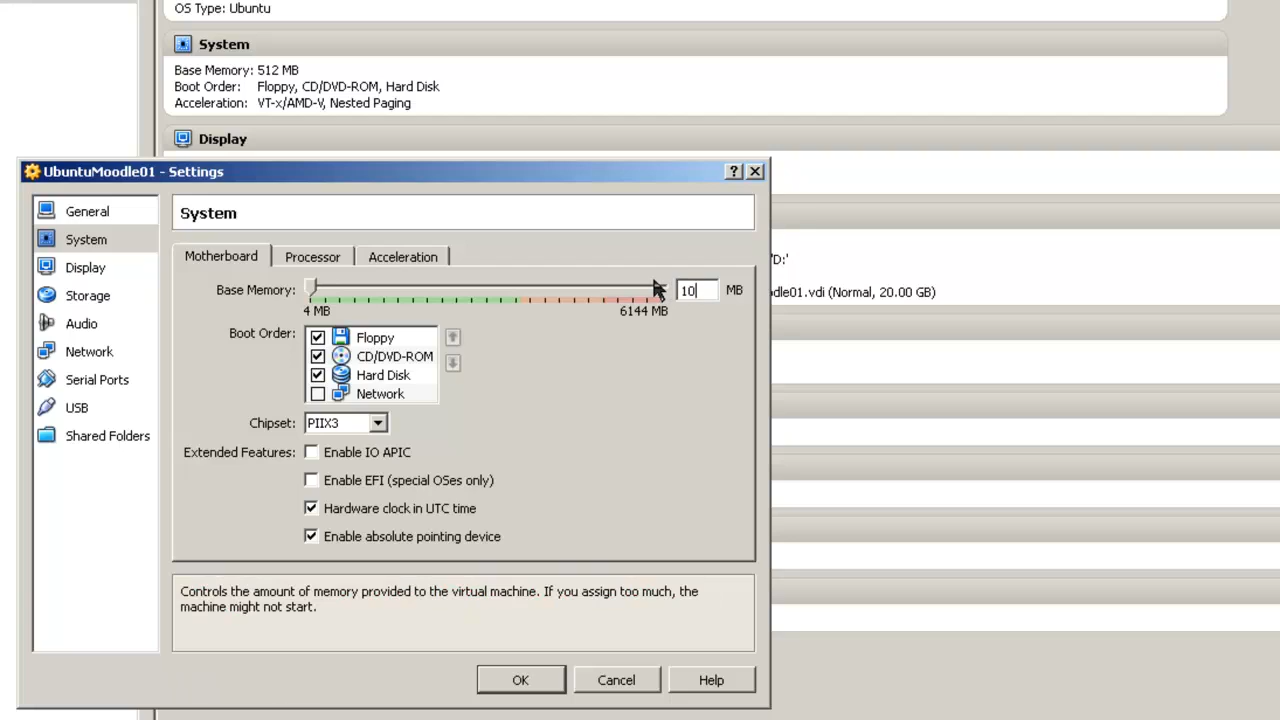 OS Type: Ubuntu
System
Base Memory: 512 MB
Boot Order: Floppy, CD/DVD-ROM, Hard Disk
Acceleration: VT-x/AMD-V, Nested Paging
Display
UbuntuMoodle01 - Settings
General
System
Display
Storage
Audio
Network
Serial Ports
USB
Shared Folders
System
Motherboard Processor Acceleration
Base Memory: 10 MB
4 MB 6144 MB
Boot Order: Floppy
CD/DVD-ROM
Hard Disk
Network
Chipset: PIIX3
Extended Features: Enable IO APIC
Enable EFI (special OSes only)
Hardware clock in UTC time
Enable absolute pointing device
Controls the amount of memory provided to the virtual machine. If you assign too much, the
machine might not start.
OK Cancel Help
'D:'
dle01.vdi (Normal, 20.00 GB)